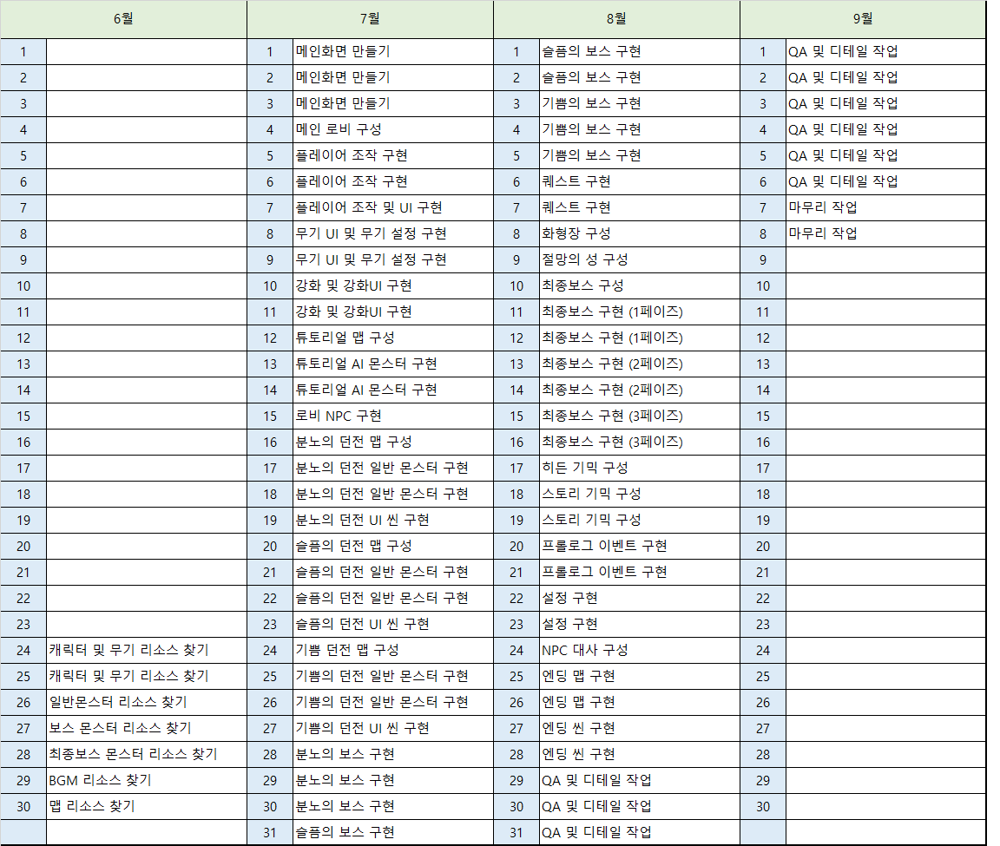 6월 7월 8월 9월
1 1 메인화면 만들기 1 슬픔의 보스 구현 1 QA 및 디테일 작업
2 2 메인화면 만들기 2 슬픔의 보스 구현 2 QA 및 디테일 작업
3 3 메인화면 만들기 3 기쁨의 보스 구현 3 QA 및 디테일 작업
4 4 메인 로비 구성 4 기쁨의 보스 구현 4 QA 및 디테일 작업
5 5 플레이어 조작 구현 5 기쁨의 보스 구현 5 QA 및 디테일 작업
6 6 플레이어 조작 구현 6 퀘스트 구현 6 QA 및 디테일 작업
7 7 플레이어 조작 및 UI 구현 7 퀘스트 구현 7 마무리 작업
8 8 무기 UI 및 무기 설정 구현 8 화형장 구성 8 마무리 작업
9 9 무기 UI 및 무기 설정 구현 9 절망의 성 구성 9
10 10 강화 및 강화UI 구현 10 최종보스 구성 10
11 11 강화 및 강화UI 구현 11 최종보스 구현 (1페이즈) 11
12 12 튜토리얼 맵 구성 12 최종보스 구현 (1페이즈) 12
13 13 튜토리얼 AI 몬스터 구현 13 최종보스 구현 (2페이즈) 13
14 14 튜토리얼 AI 몬스터 구현 14 최종보스 구현 (2페이즈) 14
15 15 로비 NPC 구현 15 최종보스 구현 (3페이즈) 15
16 16 분노의 던전 맵 구성 16 최종보스 구현 (3페이즈) 16
17 17 분노의 던전 일반 몬스터 구현 17 히든 기믹 구성 17
18 18 분노의 던전 일반 몬스터 구현 18 스토리 기믹 구성 18
19 19 분노의 던전 UI 씬 구현 19 스토리 기믹 구성 19
20 20 슬픔의 던전 맵 구성 20 프롤로그 이벤트 구현 20
21 21 슬픔의 던전 일반 몬스터 구현 21 프롤로그 이벤트 구현 21
22 22 슬픔의 던전 일반 몬스터 구현 22 설정 구현 22
23 23 슬픔의 던전 UI 씬 구현 23 설정 구현 23
24 캐릭터 및 무기 리소스 찾기 24 기쁨 던전 맵 구성 24 NPC 대사 구성 24
25 캐릭터 및 무기 리소스 찾기 25 기쁨의 던전 일반 몬스터 구현 25 엔딩 맵 구현 25
26 일반몬스터 리소스 찾기 26 기쁨의 던전 일반 몬스터 구현 26 엔딩 맵 구현 26
27 보스 몬스터 리소스 찾기 27 기쁨의 던전 UI 씬 구현 27 엔딩 씬 구현 27
28 최종보스 몬스터 리소스 찾기 28 분노의 보스 구현 28 엔딩 씬 구현 28
29 BGM 리소스 찾기 29 분노의 보스 구현 29 QA 및 디테일 작업 29
30 맵 리소스 찾기 30 분노의 보스 구현 30 QA 및 디테일 작업 30
31 슬픔의 보스 구현 31 QA 및 디테일 작업